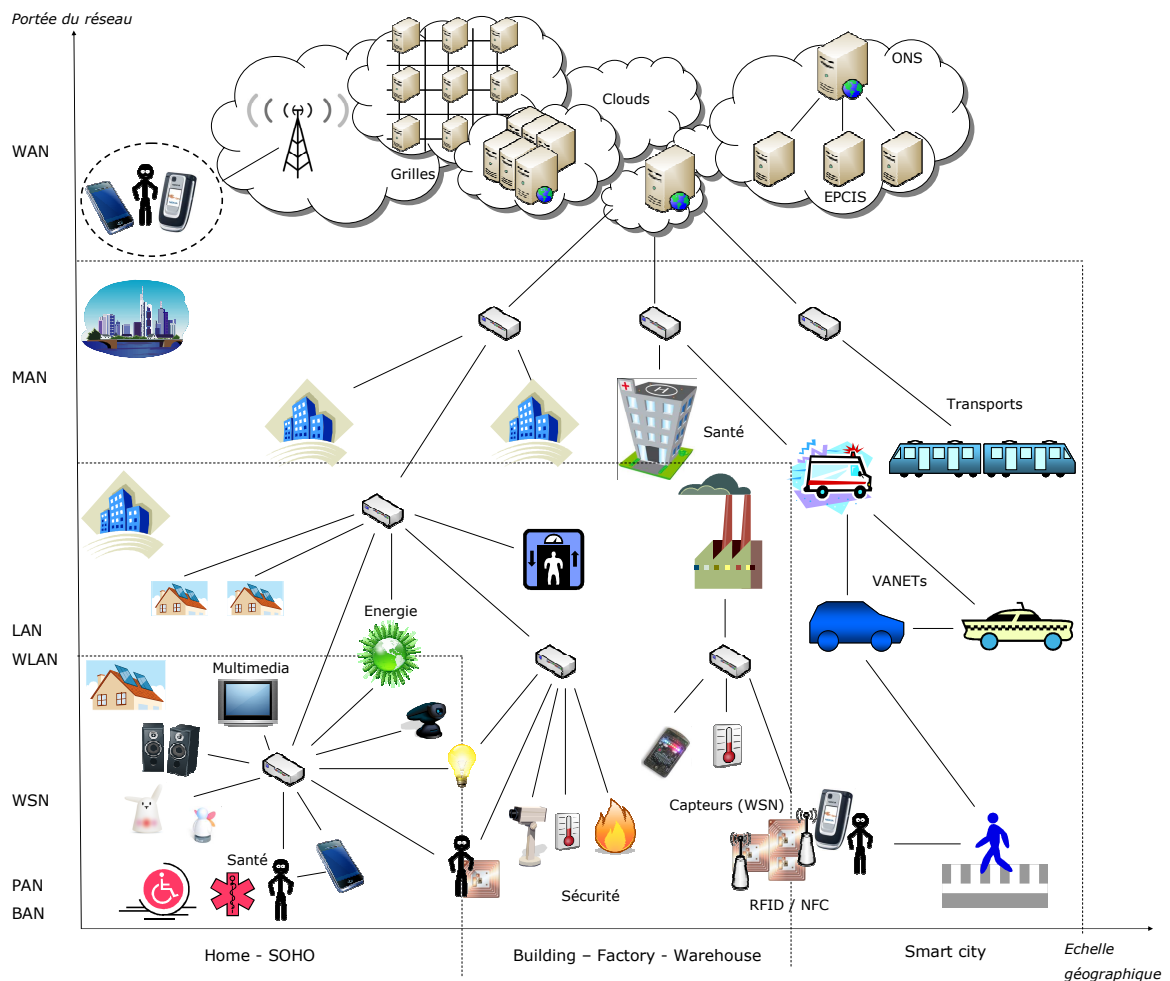 Portée du réseau
ONS
Clouds
WAN
Grilles
EPCIS
MAN
Transports
Santé
VANETs
Energie
LAN
WLAN
Multimedia
WSN
Capteurs (WSN)
Santé
PAN
Sécurité
RFID / NFC
BAN
Home - SOHO
Building – Factory - Warehouse
Smart city
Echelle
géographique